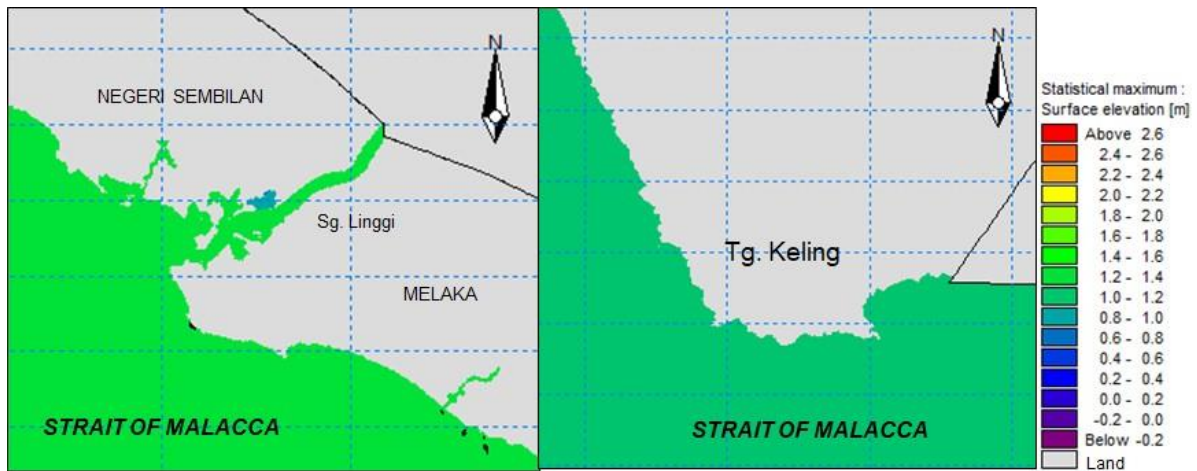 N
NEGERI SEMBILAN
Sg. Linggi
MELAKA
STRAIT OF MALACCA
N
Tg. Keling
STRAIT OF MALACCA
Statistical maximum :
Surface elevation [m]
Above 2.6
2.4 - 2.6
2.2 - 2.4
2.0 - 2.2
1.8 - 2.0
1.6 - 1.8
1.4 - 1.6
1.2 - 1.4
1.0 - 1.2
0.8 - 1.0
0.6 - 0.8
0.4 - 0.6
0.2 - 0.4
0.0 - 0.2
-0.2 - 0.0
Below -0.2
Land